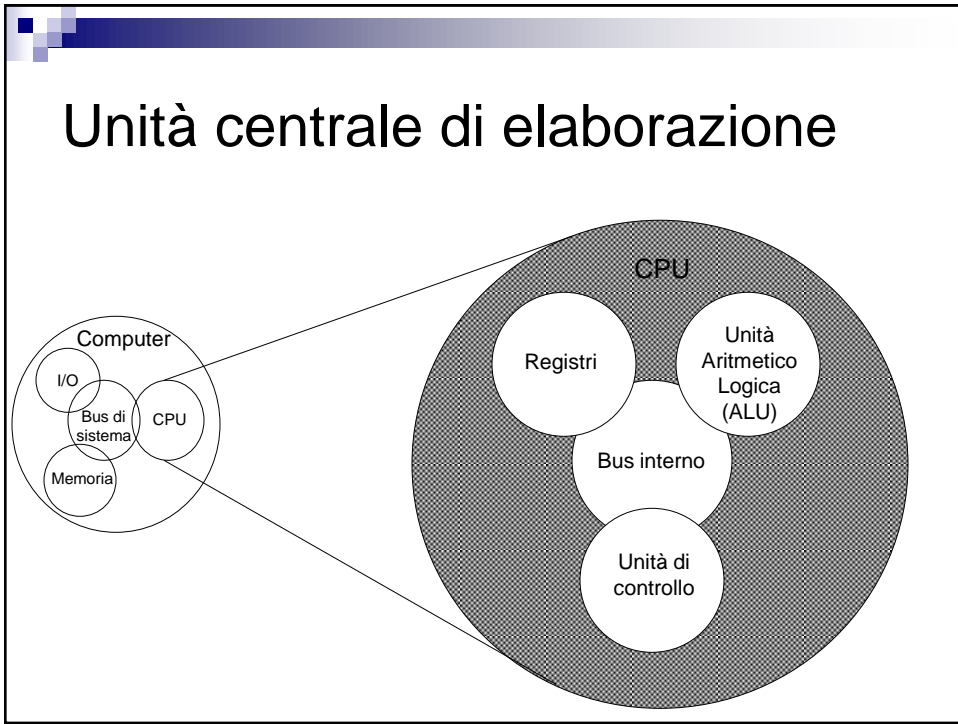 Unità centrale di elaborazione
Computer
I/O
Bus di
sistema
CPU
Memoria
CPU
Registri
Unità
Aritmetico
Logica
(ALU)
Bus interno
Unità di
controllo